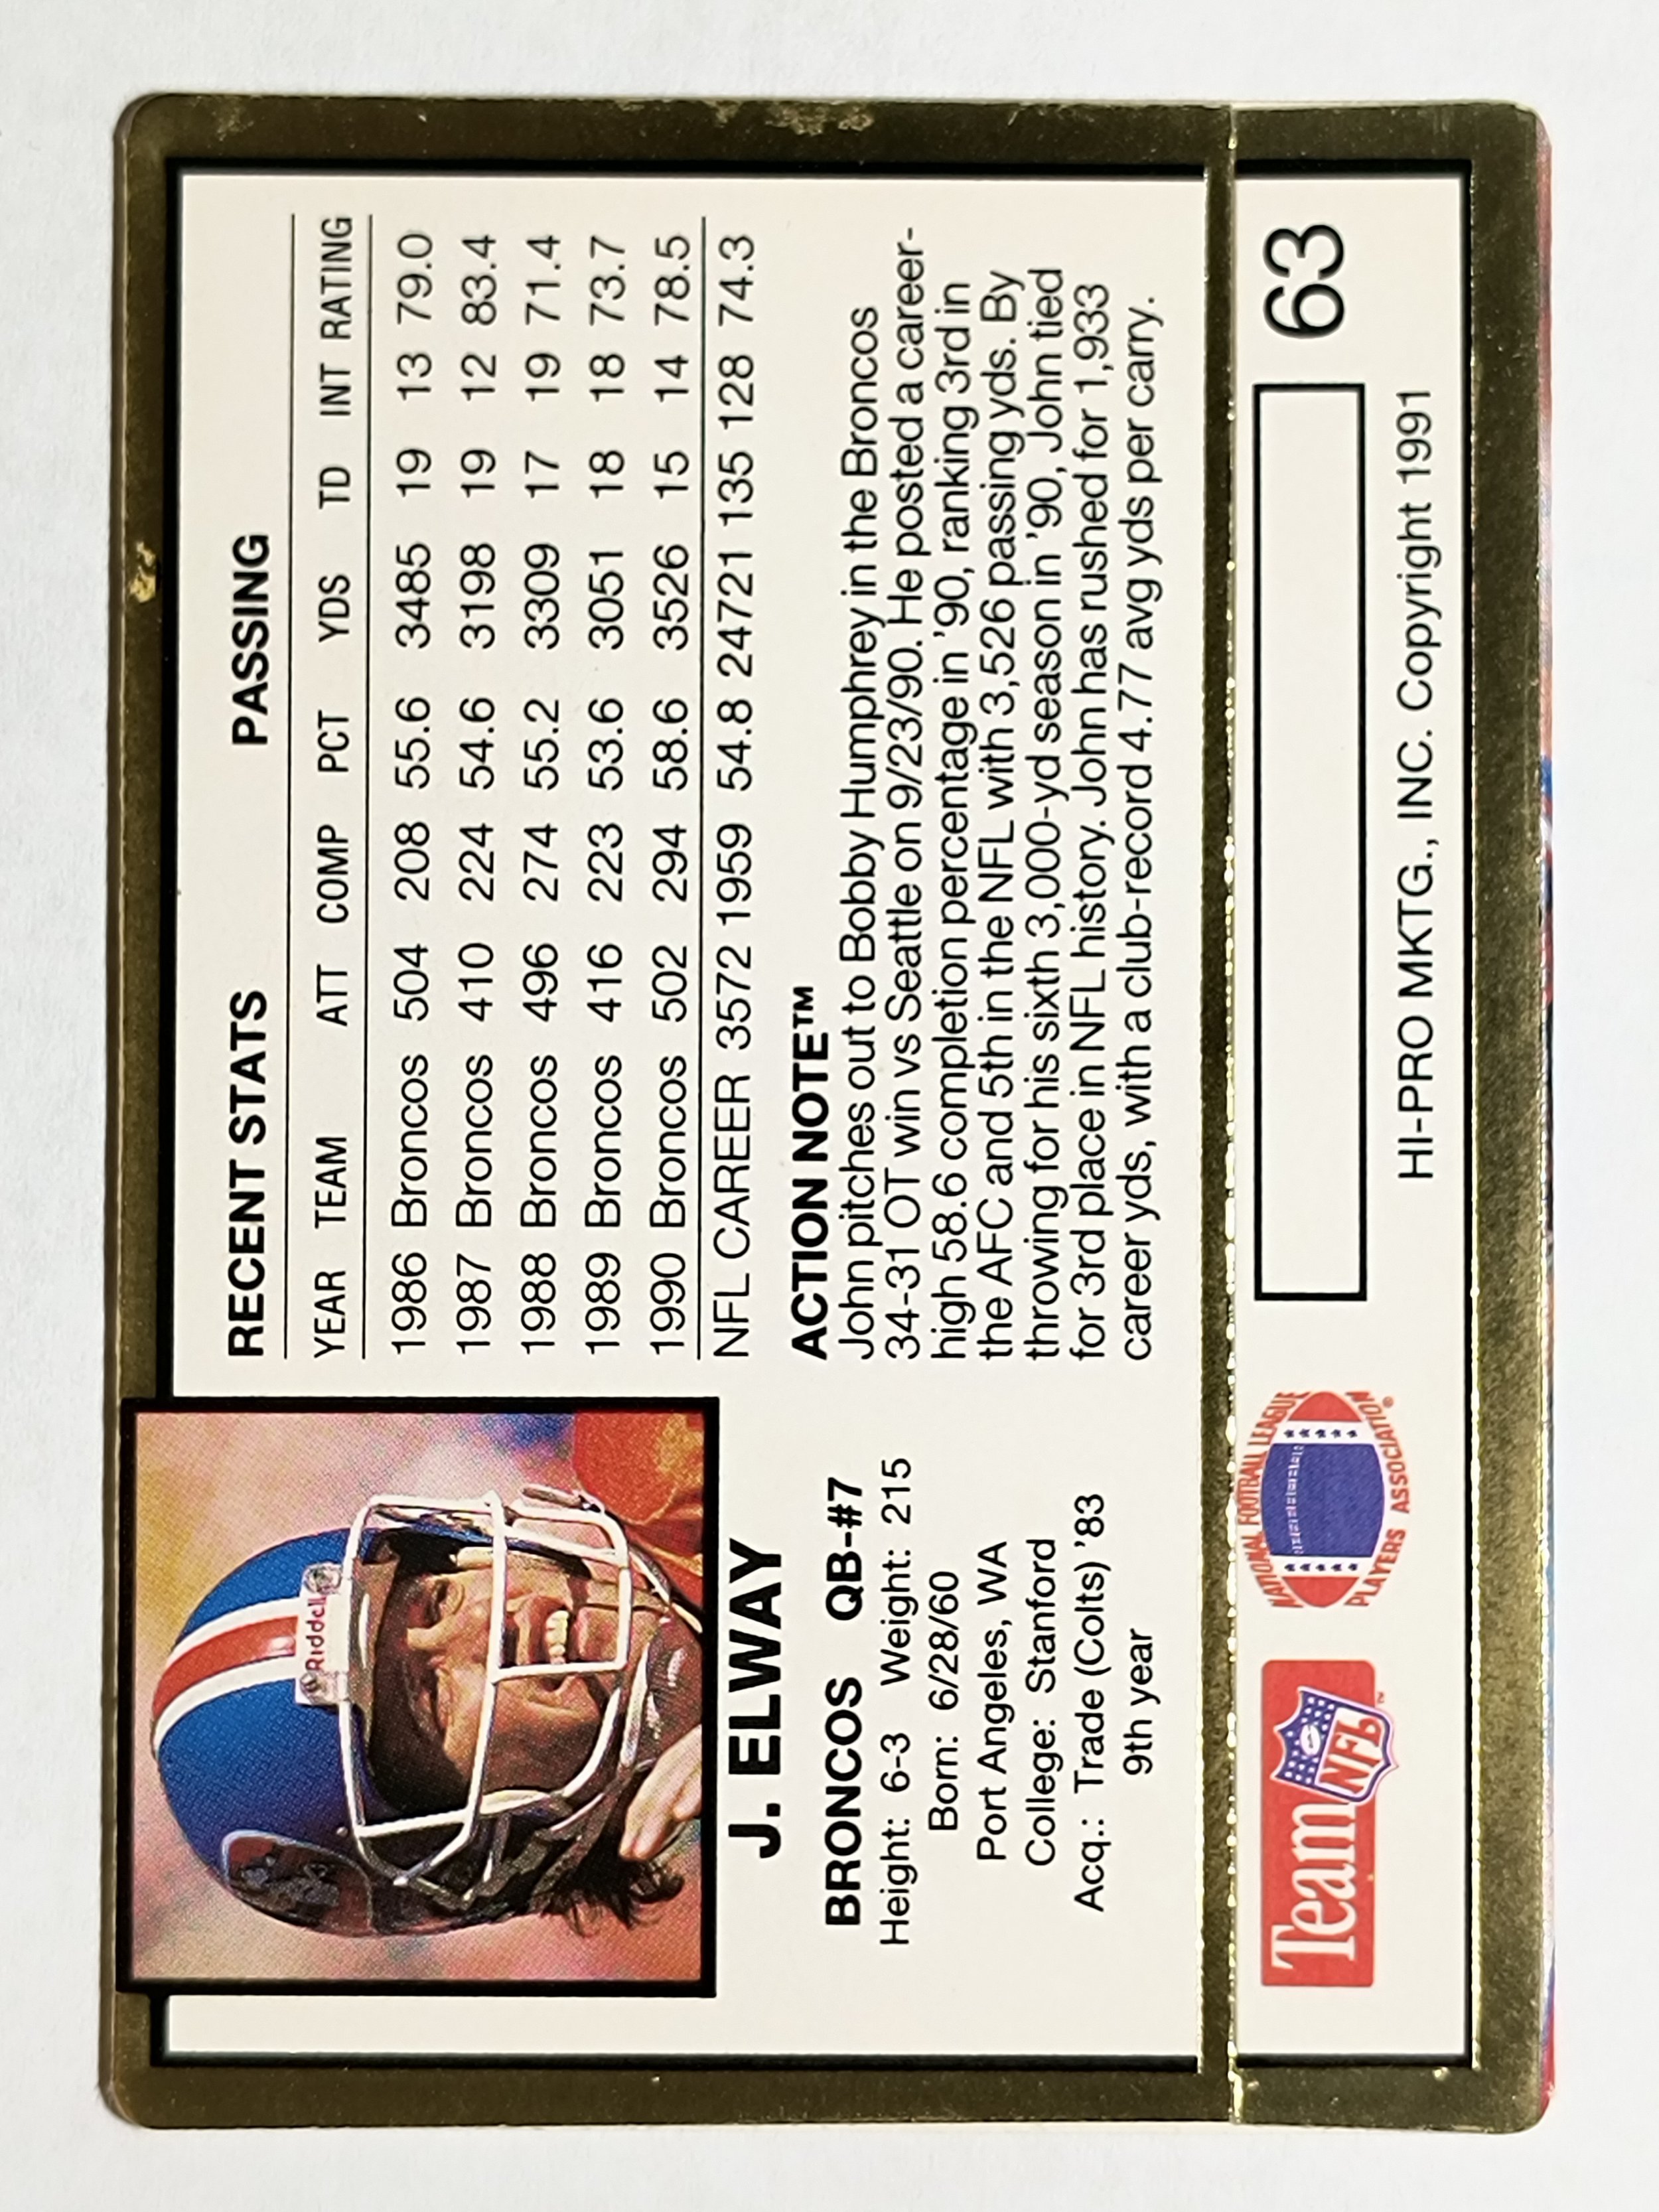 RECENT STATS PASSING
YEAR TEAM ATT COMP PCT YDS TD INT RATING
1986 Broncos 504 208 55.6 3485 19 13 79.0
1987 Broncos 410 224 54.6 3198 19 12 83.4
1988 Broncos 496 274 55.2 3309 17 19 71.4
1989 Broncos 416 223 53.6 3051 18 18 73.7
1990 Broncos 502 294 58.6 3526 15 14 78.5
NFL CAREER 3572 1959 54.8 24721 135 128 74.3
ACTION NOTE™
John pitches out to Bobby Humphrey in the Broncos
34-31 OT win vs Seattle on 9/23/90. He posted a career-
high 58.6 completion percentage in '90, ranking 3rd in
the AFC and 5th in the NFL with 3,526 passing yds. By
throwing for his sixth 3,000-yd season in '90, John tied
for 3rd place in NFL history. John has rushed for 1,933
career yds, with a club-record 4.77 avg yds per carry.
Riddell
J. ELWAY
BRONCOS QB-#7
Height: 6-3 Weight: 215
Born: 6/28/60
Port Angeles, WA
College: Stanford
Acq.: Trade (Colts) '83
9th year
Team NFL™
NATIONAL FOOTBALL LEAGUE
PLAYERS ASSOCIATION®
63
HI-PRO MKTG., INC. Copyright 1991